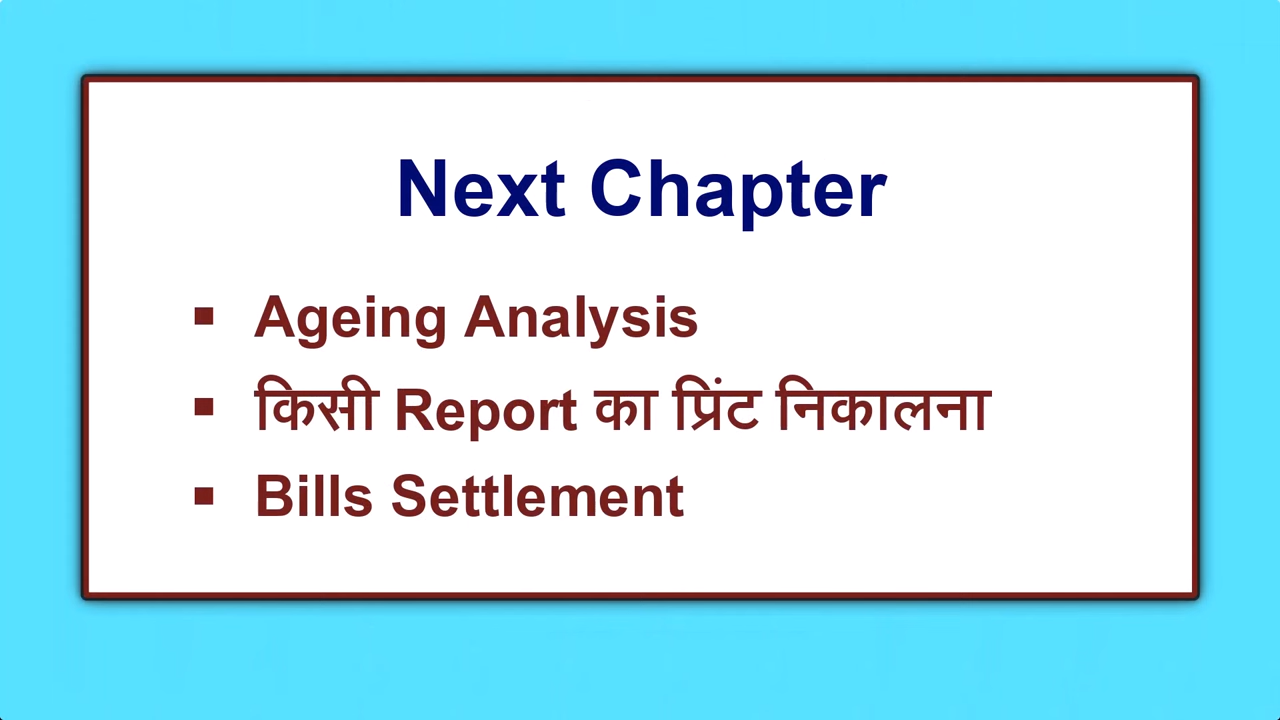 Next Chapter
▪ Ageing Analysis
▪ किसी Report का प्रिंट निकालना
▪ Bills Settlement